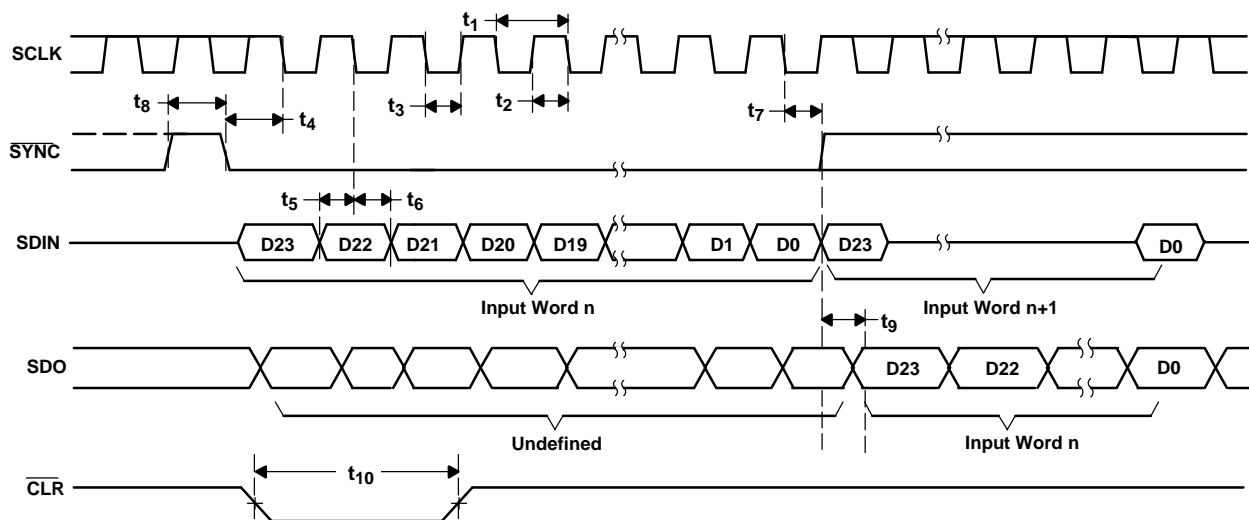 t1
SCLK
t8
t4
t3
t2
t7
SYNC
t5
t6
SDIN
D23
D22
D21
D20
D19
D1
D0
D23
D0
Input Word n
Input Word n+1
t9
SDO
D23
D22
D0
Undefined
Input Word n
t10
CLR